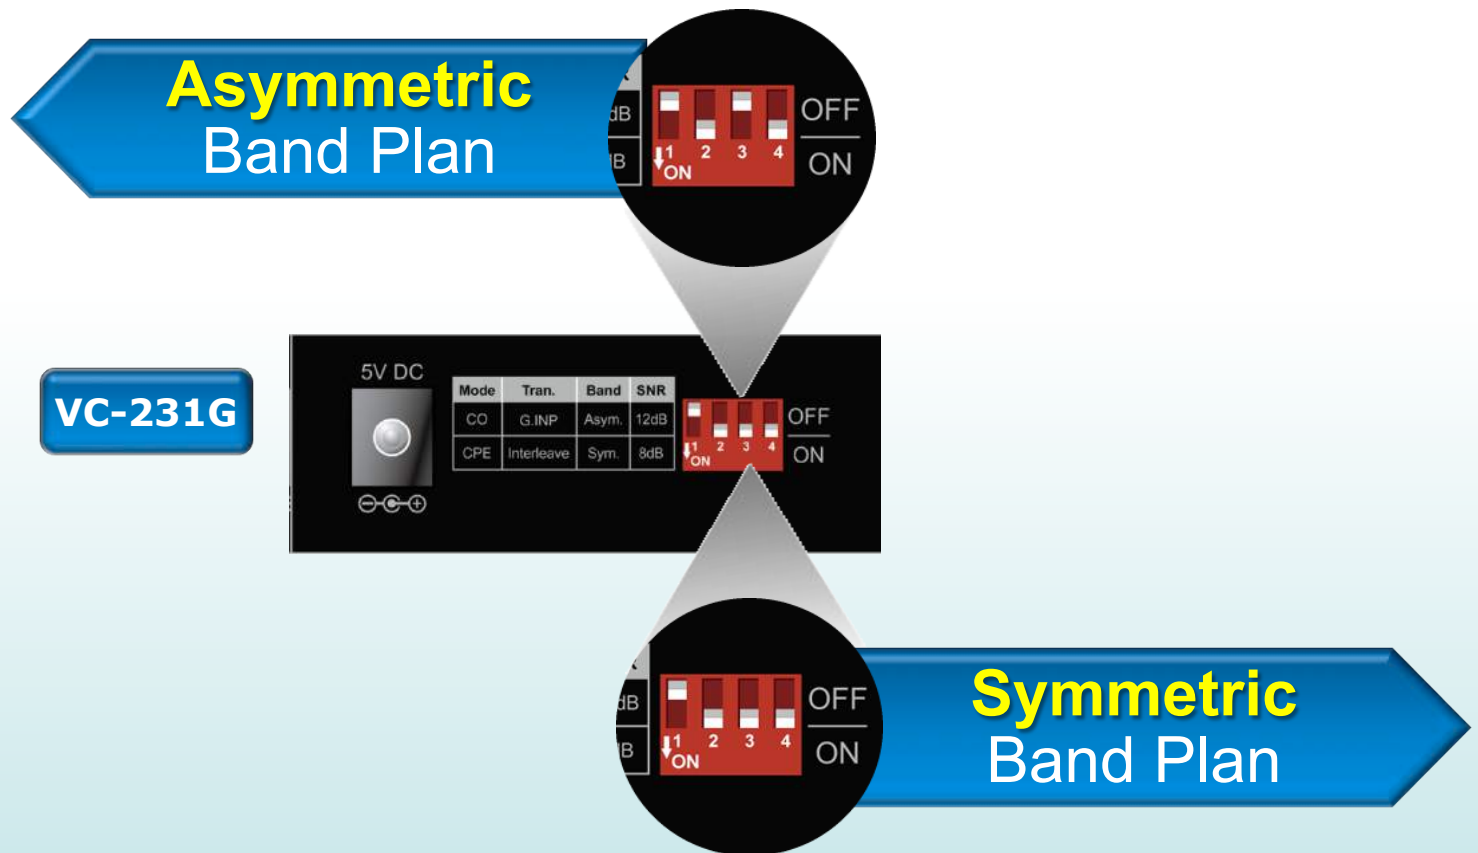 Asymmetric
Band Plan
dB
B
OFF
ON
1 2 3 4
ON
VC-231G
5V DC
Mode Tran. Band SNR
CO G.INP Asym. 12dB
CPE Interleave Sym. 8dB
OFF
ON
1 2 3 4
ON
dB
B
OFF
ON
1 2 3 4
ON
Symmetric
Band Plan